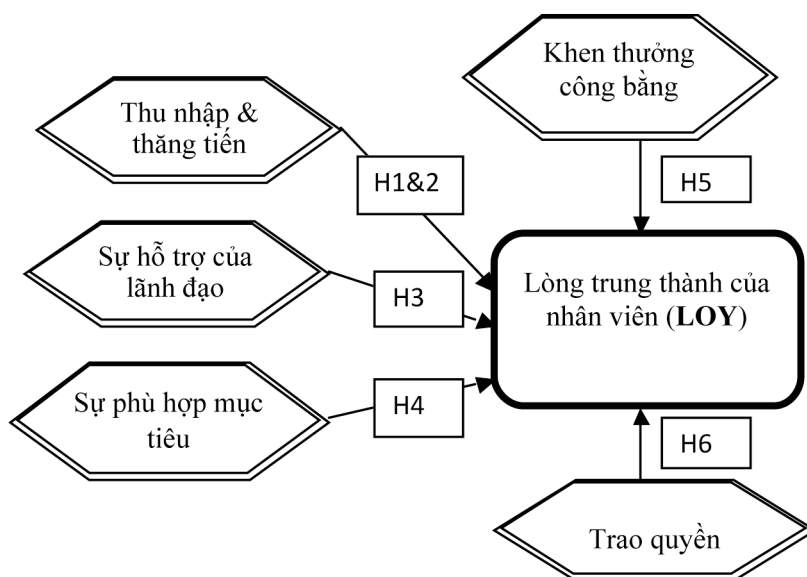 Khen thưởng
công bằng
Thu nhập &
thăng tiến
H1&2
H5
Sự hỗ trợ của
lãnh đạo
H3
Lòng trung thành của
nhân viên (LOY)
Sự phù hợp mục
tiêu
H4
H6
Trao quyền